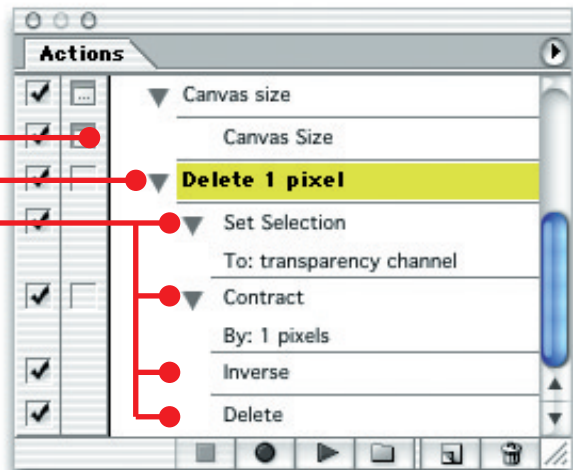 Actions
Canvas size
Canvas Size
Delete 1 pixel
Set Selection
To: transparency channel
Contract
By: 1 pixels
Inverse
Delete